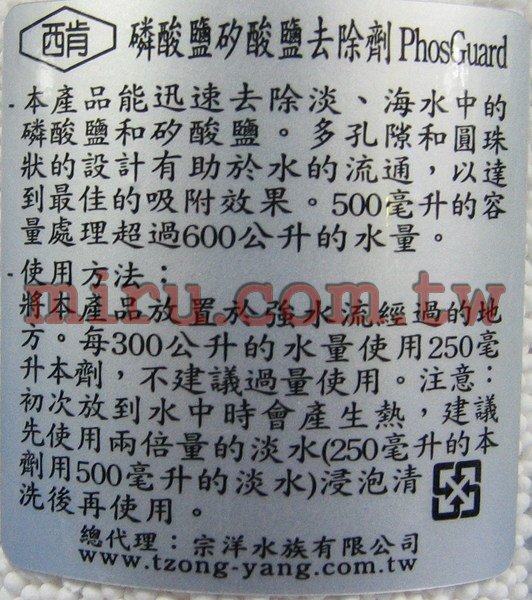 酉肯 磷酸鹽矽酸鹽去除劑 PhosGuard
-本產品能迅速去除淡、海水中的
磷酸鹽和矽酸鹽。多孔隙和圓珠
狀的設計有助於水的流通，以達
到最佳的吸附效果。500毫升的容
量處理超過600公升的水量。
-使用方法：
將本產品放置於強水流經過的地
方。每300公升的水量使用250毫
升本劑，不建議過量使用。注意：
初次放到水中時會產生熱，建議
先使用兩倍量的淡水(250毫升的本
劑用500毫升的淡水)浸泡清
洗後再使用。
總代理：宗洋水族有限公司
www.tzong-yang.com.tw
miru.com.tw